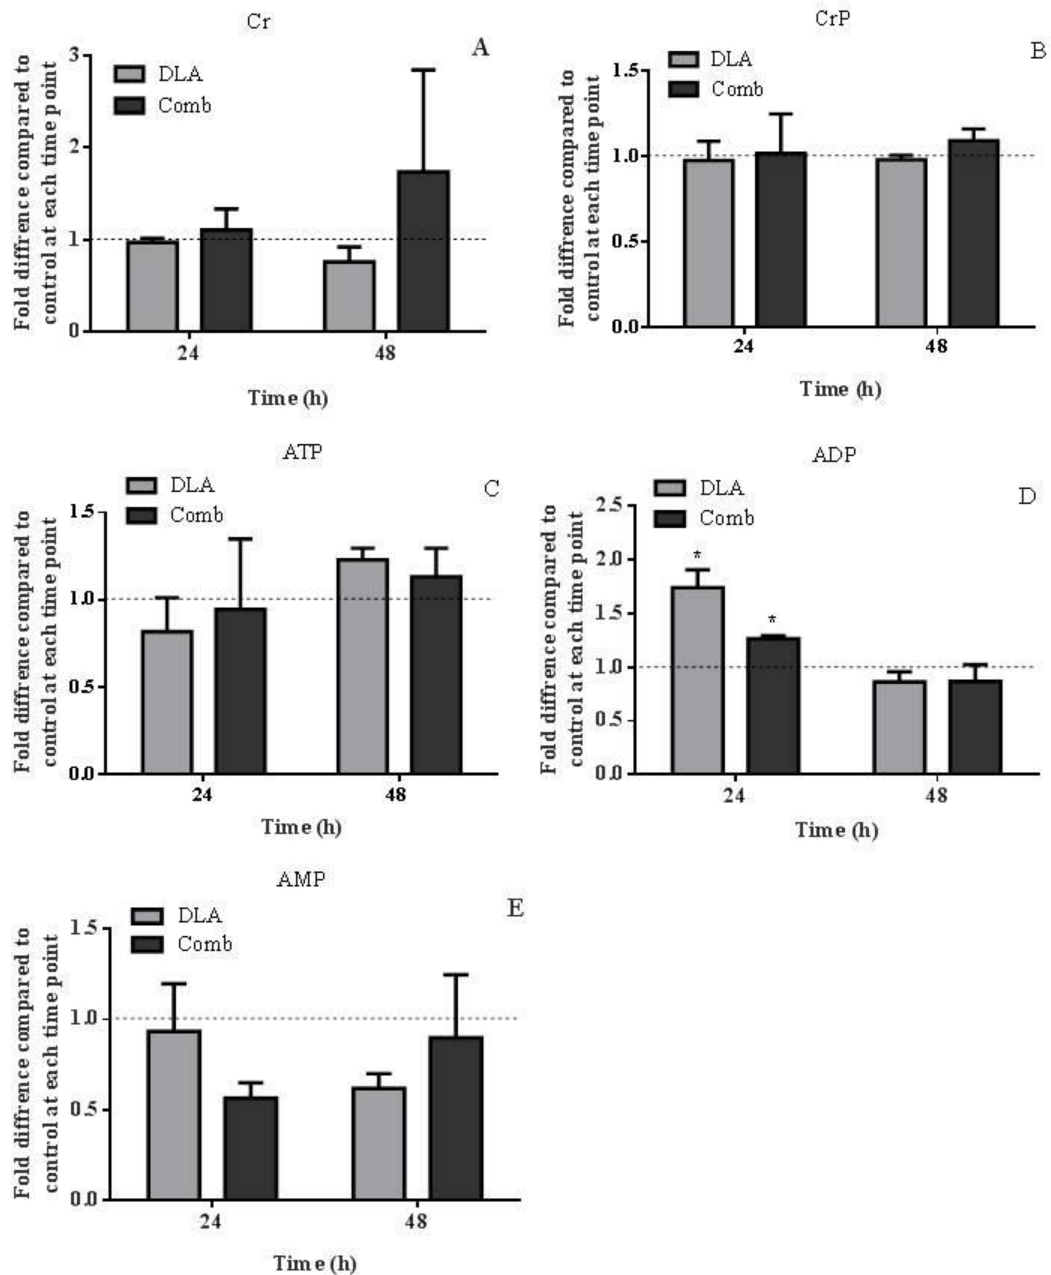 Cr
A
DLA
Comb
Fold diffrence compared to
control at each time point
3
2
1
0
24
48
Time (h)
CrP
B
DLA
Comb
Fold diffrence compared to
control at each time point
1.5
1.0
0.5
0.0
24
48
Time (h)
ATP
C
DLA
Comb
Fold diffrence compared to
control at each time point
1.5
1.0
0.5
0.0
24
48
Time (h)
ADP
D
DLA
Comb
Fold diffrence compared to
control at each time point
2.5
2.0
1.5
1.0
0.5
0.0
*
*
24
48
Time (h)
AMP
E
DLA
Comb
Fold diffrence compared to
control at each time point
1.5
1.0
0.5
0.0
24
48
Time (h)